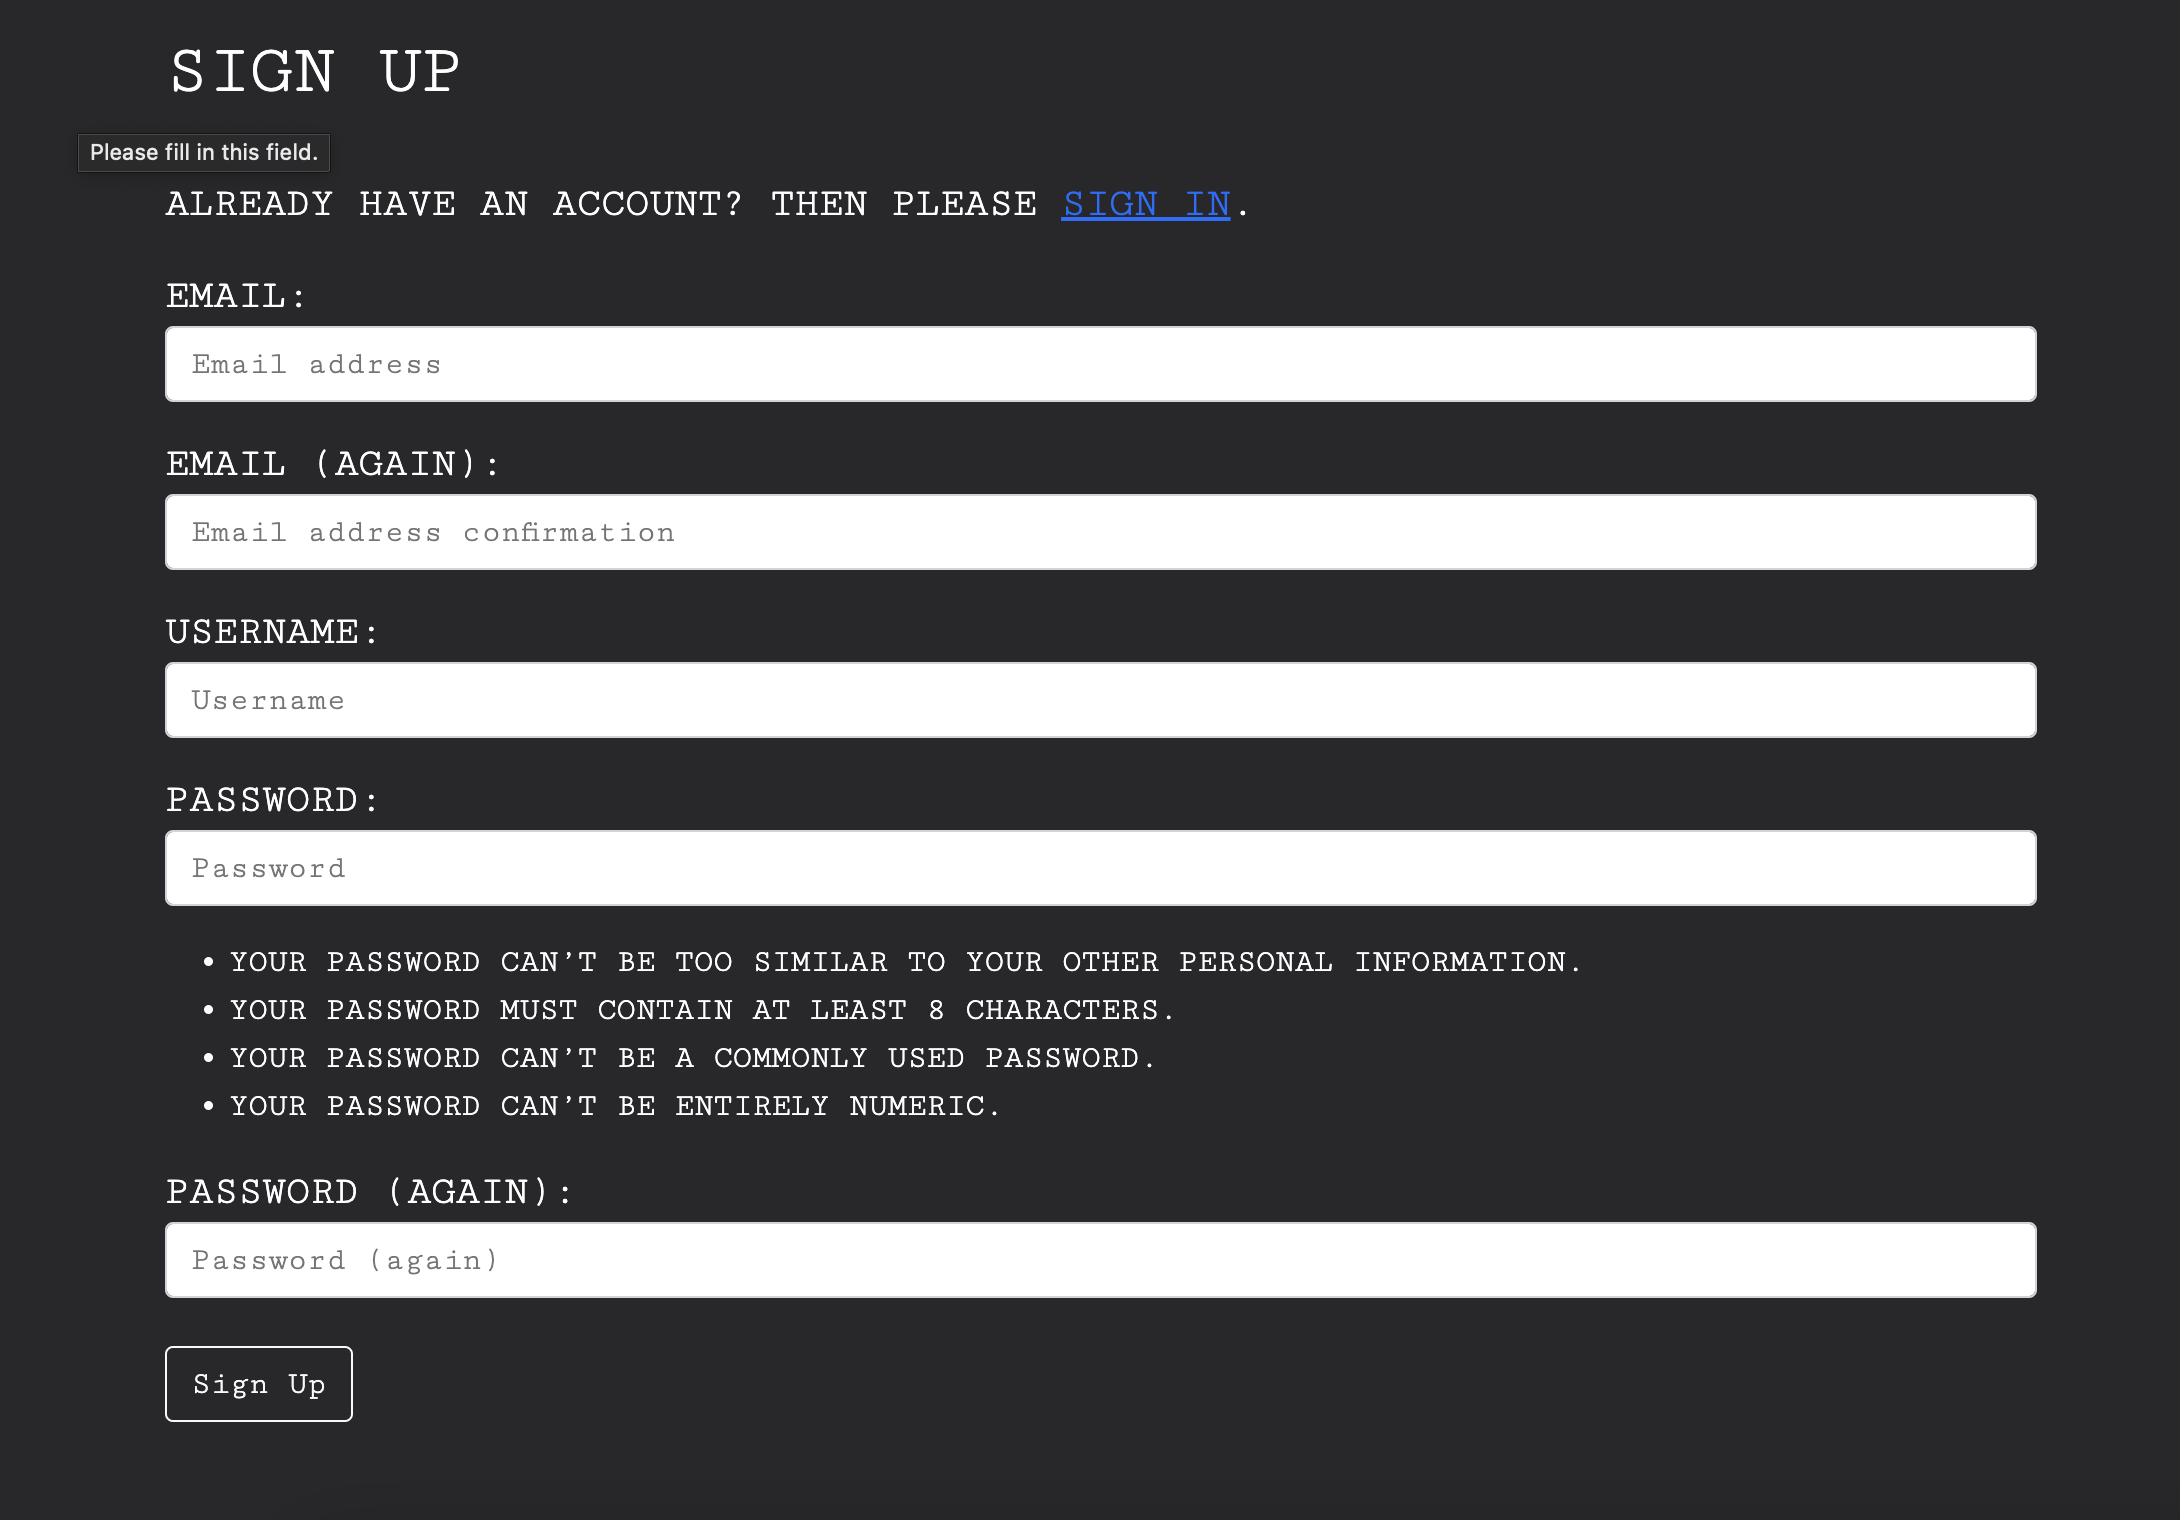 SIGN UP
Please fill in this field.
ALREADY HAVE AN ACCOUNT? THEN PLEASE SIGN IN.
EMAIL:
Email address
EMAIL (AGAIN):
Email address confirmation
USERNAME:
Username
PASSWORD:
Password
• YOUR PASSWORD CAN’T BE TOO SIMILAR TO YOUR OTHER PERSONAL INFORMATION.
• YOUR PASSWORD MUST CONTAIN AT LEAST 8 CHARACTERS.
• YOUR PASSWORD CAN’T BE A COMMONLY USED PASSWORD.
• YOUR PASSWORD CAN’T BE ENTIRELY NUMERIC.
PASSWORD (AGAIN):
Password (again)
Sign Up